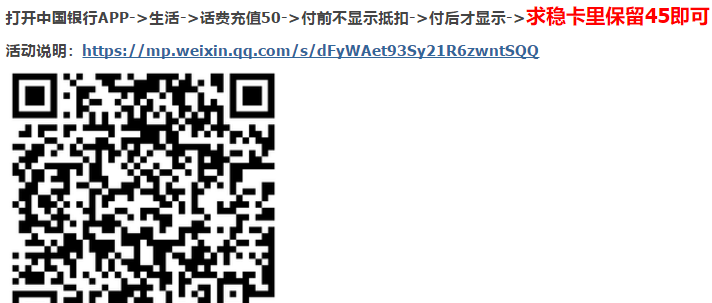 打开中国银行APP->生活->话费充值50->付前不显示抵扣->付后才显示->求稳卡里保留45即可
活动说明：https://mp.weixin.qq.com/s/dFyWAet93Sy21R6zwntSQQ